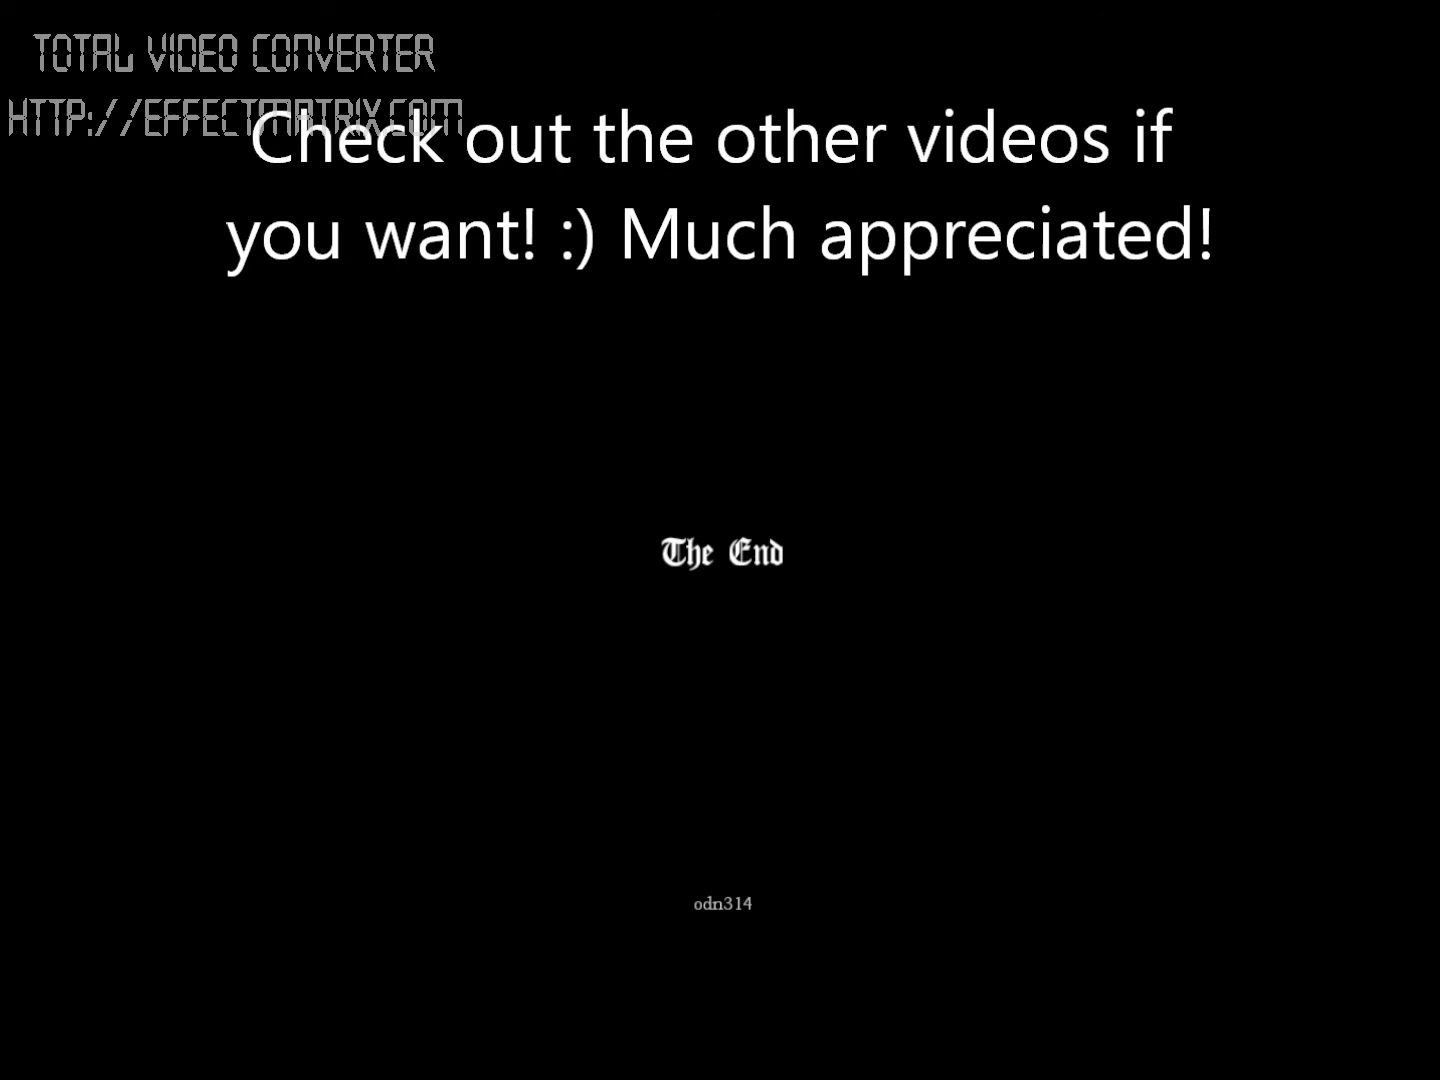 TOTAL VIDEO CONVERTER
HTTP://EFFECTMATRIX.COM
Check out the other videos if
you want! :) Much appreciated!
The End
odn314